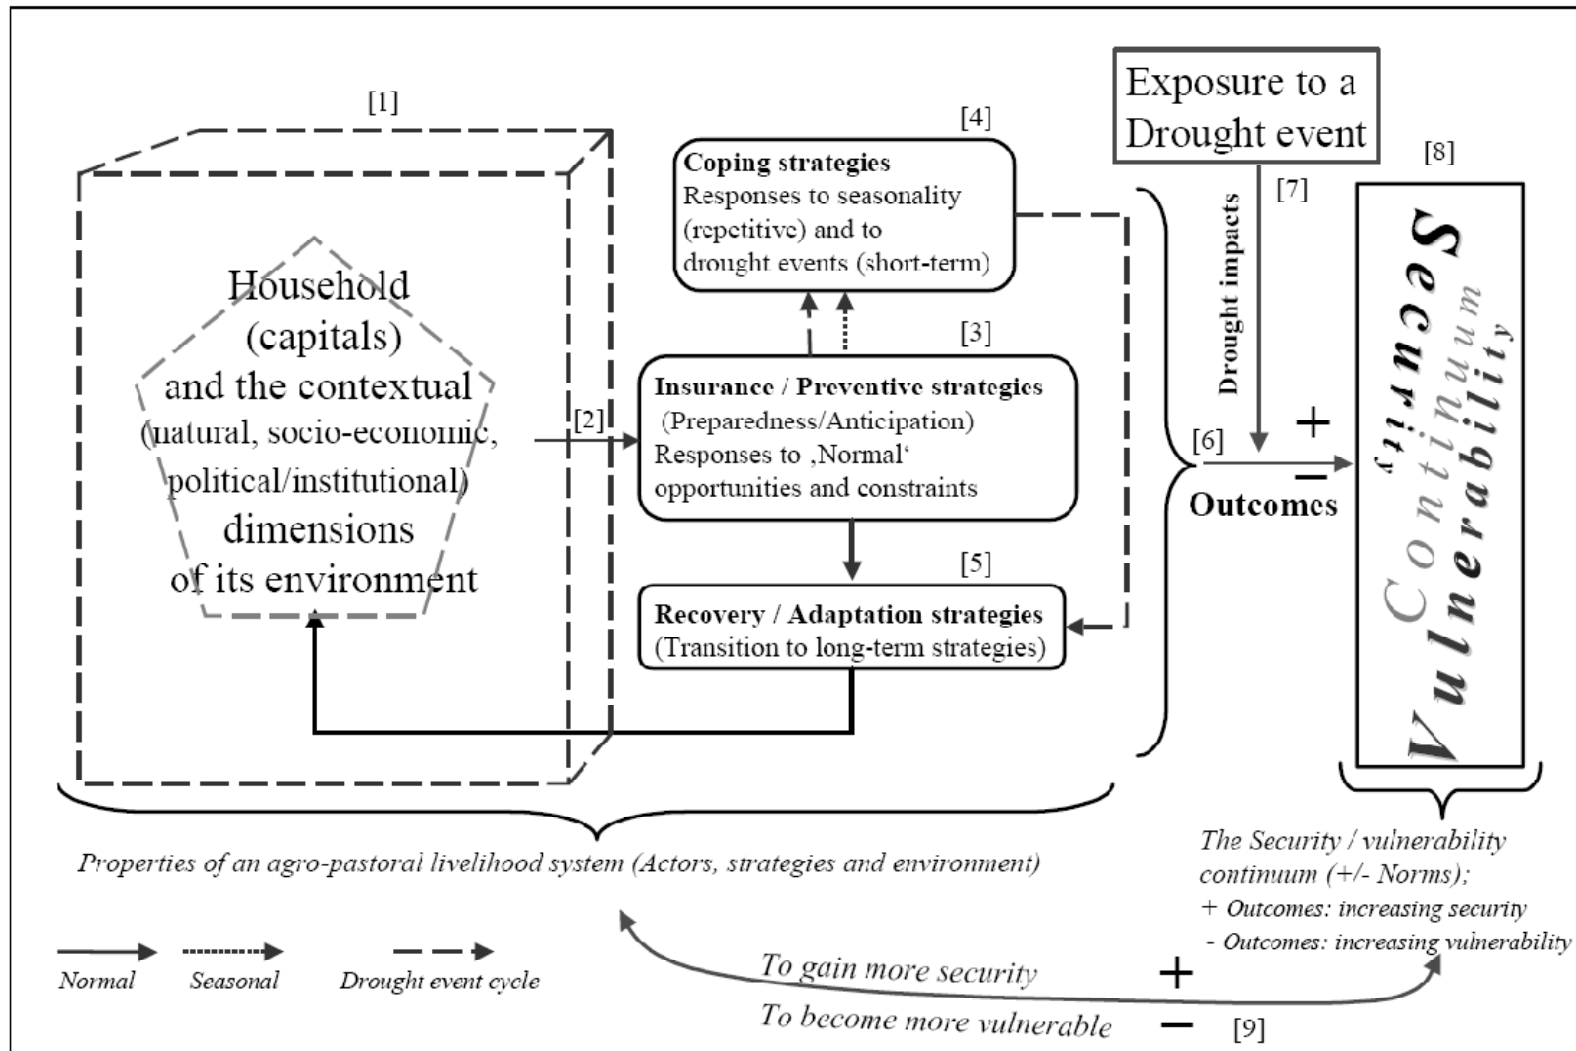 [1]
Household
(capitals)
and the contextual
(natural, socio-economic,
political/institutional)
dimensions
of its environment
[2]
[4]
Coping strategies
Responses to seasonality
(repetitive) and to
drought events (short-term)
[3]
Insurance / Preventive strategies
(Preparedness/Anticipation)
Responses to ‚Normal‘
opportunities and constraints
[5]
Recovery / Adaptation strategies
(Transition to long-term strategies)
Exposure to a
Drought event
[7]
Drought impacts
[6]
+
−
Outcomes
[8]
Security
Continuum
Vulnerability
Properties of an agro-pastoral livelihood system (Actors, strategies and environment)
The Security / vulnerability
continuum (+/- Norms);
+ Outcomes: increasing security
- Outcomes: increasing vulnerability
Normal
Seasonal
Drought event cycle
To gain more security +
To become more vulnerable −
[9]